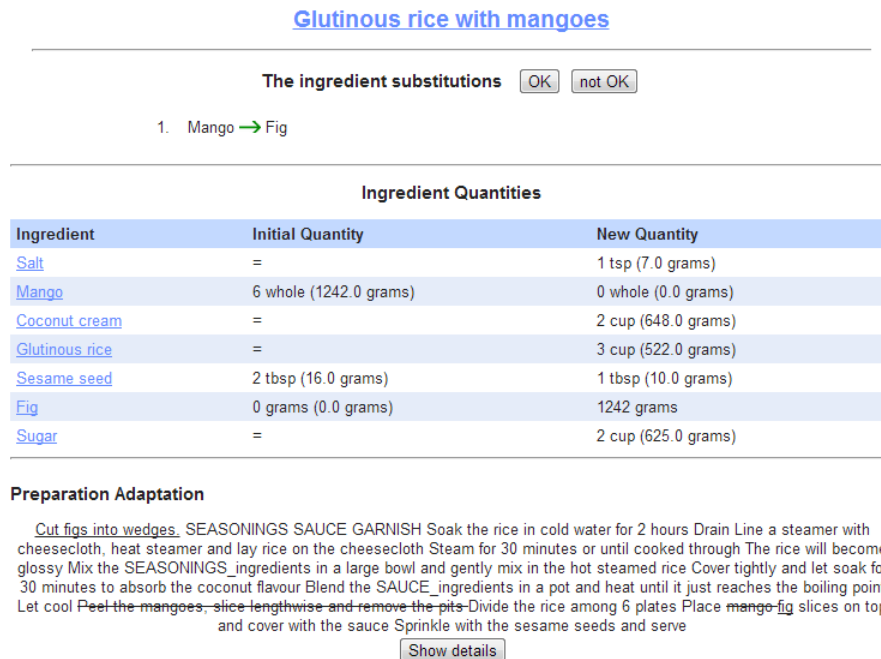 Glutinous rice with mangoes
The ingredient substitutions OK not OK
1. Mango → Fig
Ingredient Quantities
Ingredient Initial Quantity New Quantity
Salt = 1 tsp (7.0 grams)
Mango 6 whole (1242.0 grams) 0 whole (0.0 grams)
Coconut cream = 2 cup (648.0 grams)
Glutinous rice = 3 cup (522.0 grams)
Sesame seed 2 tbsp (16.0 grams) 1 tbsp (10.0 grams)
Fig 0 grams (0.0 grams) 1242 grams
Sugar = 2 cup (625.0 grams)
Preparation Adaptation
Cut figs into wedges. SEASONINGS SAUCE GARNISH Soak the rice in cold water for 2 hours Drain Line a steamer with
cheesecloth, heat steamer and lay rice on the cheesecloth Steam for 30 minutes or until cooked through The rice will become
glossy Mix the SEASONINGS_ingredients in a large bowl and gently mix in the hot steamed rice Cover tightly and let soak fo
30 minutes to absorb the coconut flavour Blend the SAUCE_ingredients in a pot and heat until it just reaches the boiling poin
Let cool Peel the mangoes, slice lengthwise and remove the pits Divide the rice among 6 plates Place mango fig slices on top
and cover with the sauce Sprinkle with the sesame seeds and serve
Show details